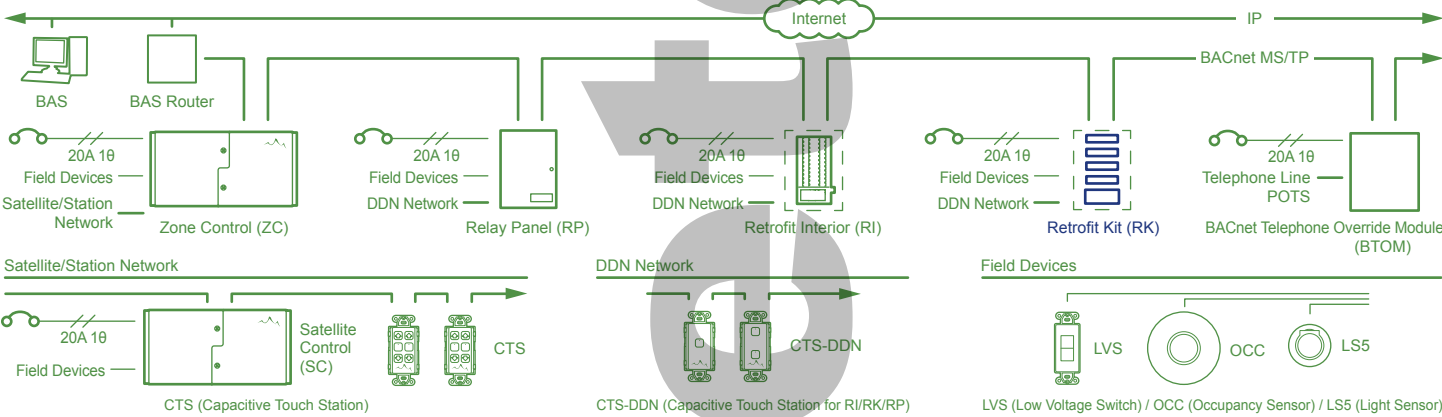 Internet
IP
BACnet MS/TP
BAS
BAS Router
20A 1θ
Field Devices
Satellite/Station
Network
Zone Control (ZC)
20A 1θ
Field Devices
DDN Network
Relay Panel (RP)
20A 1θ
Field Devices
DDN Network
Retrofit Interior (RI)
20A 1θ
Field Devices
DDN Network
Retrofit Kit (RK)
20A 1θ
Telephone Line
POTS
BACnet Telephone Override Module
(BTOM)
Satellite/Station Network
20A 1θ
Field Devices
Satellite
Control
(SC)
CTS
CTS (Capacitive Touch Station)
DDN Network
CTS-DDN
CTS-DDN (Capacitive Touch Station for RI/RK/RP)
Field Devices
LVS
OCC
LS5
LVS (Low Voltage Switch) / OCC (Occupancy Sensor) / LS5 (Light Sensor)